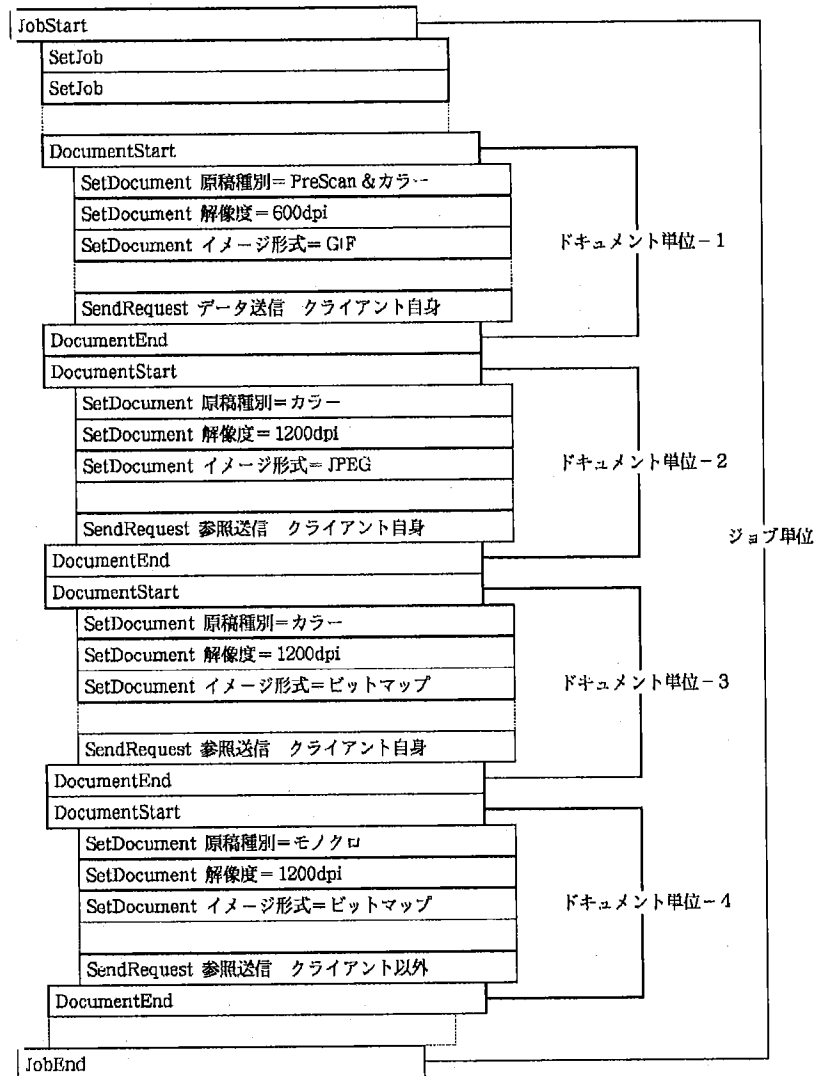 JobStart
SetJob
SetJob
DocumentStart
SetDocument 原稿種別＝PreScan＆カラー
SetDocument 解像度＝600dpi
SetDocument イメージ形式＝GIF
ドキュメント単位－1
SendRequest データ送信　クライアント自身
DocumentEnd
DocumentStart
SetDocument 原稿種別＝カラー
SetDocument 解像度＝1200dpi
SetDocument イメージ形式＝JPEG
ドキュメント単位－2
SendRequest 参照送信　クライアント自身
ジョブ単位
DocumentEnd
DocumentStart
SetDocument 原稿種別＝カラー
SetDocument 解像度＝1200dpi
SetDocument イメージ形式＝ビットマップ
ドキュメント単位－3
SendRequest 参照送信　クライアント自身
DocumentEnd
DocumentStart
SetDocument 原稿種別＝モノクロ
SetDocument 解像度＝1200dpi
SetDocument イメージ形式＝ビットマップ
ドキュメント単位－4
SendRequest 参照送信　クライアント以外
DocumentEnd
JobEnd